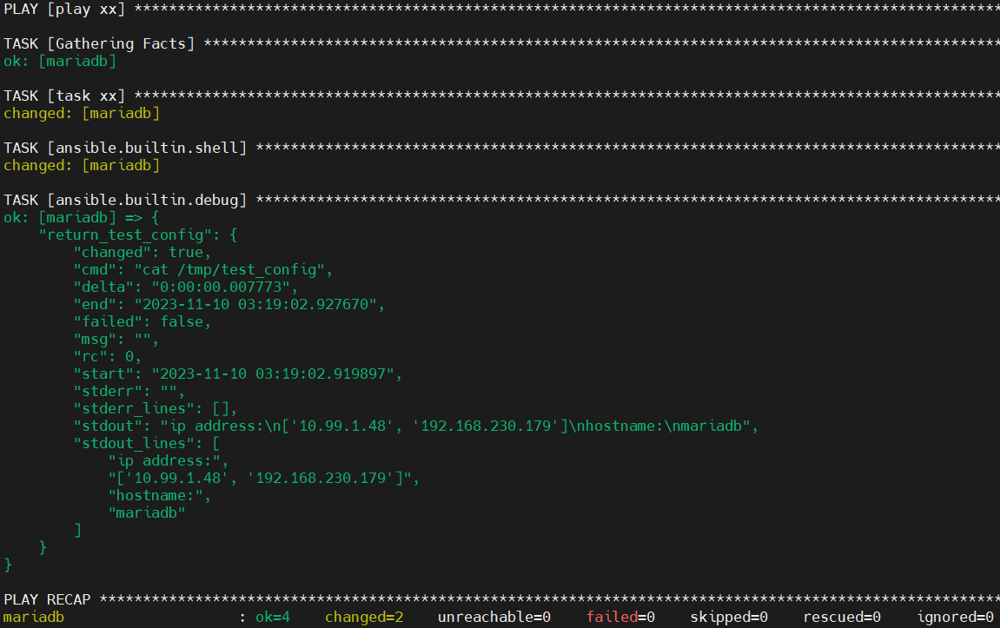 PLAY [play xx] ****************************************************************************************************
TASK [Gathering Facts] ********************************************************************************************
ok: [mariadb]
TASK [task xx] ****************************************************************************************************
changed: [mariadb]
TASK [ansible.builtin.shell] **************************************************************************************
changed: [mariadb]
TASK [ansible.builtin.debug] **************************************************************************************
ok: [mariadb] => {
    "return_test_config": {
        "changed": true,
        "cmd": "cat /tmp/test_config",
        "delta": "0:00:00.007773",
        "end": "2023-11-10 03:19:02.927670",
        "failed": false,
        "msg": "",
        "rc": 0,
        "start": "2023-11-10 03:19:02.919897",
        "stderr": "",
        "stderr_lines": [],
        "stdout": "ip address:\n['10.99.1.48', '192.168.230.179']\nhostname:\nmariadb",
        "stdout_lines": [
            "ip address:",
            "['10.99.1.48', '192.168.230.179']",
            "hostname:",
            "mariadb"
        ]
    }
}
PLAY RECAP ********************************************************************************************************
mariadb                    : ok=4    changed=2    unreachable=0    failed=0    skipped=0    rescued=0    ignored=0